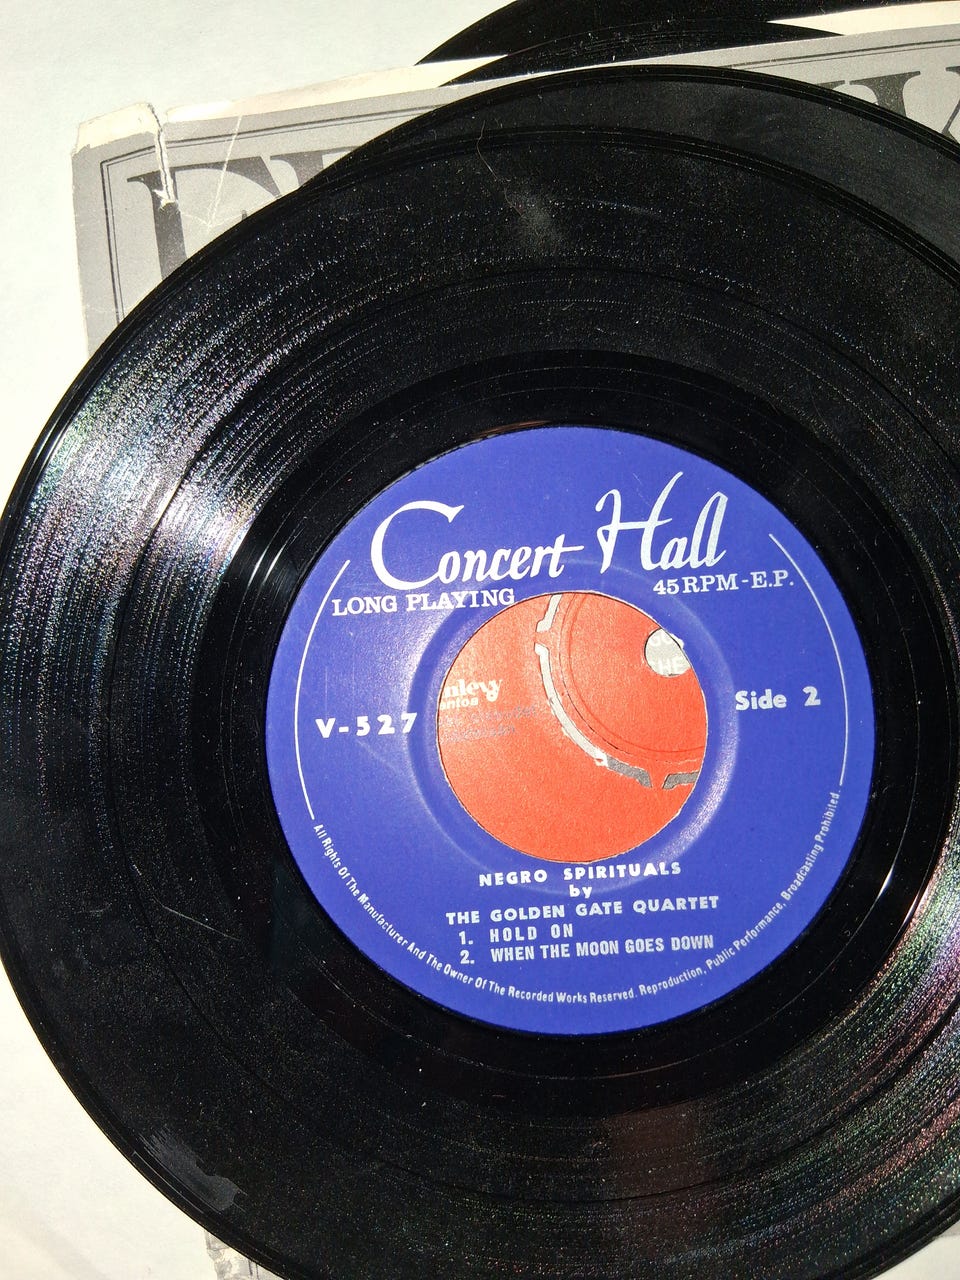 Concert Hall
LONG PLAYING
45 RPM-E.P.
V-527
Side 2
NEGRO SPIRITUALS
by
THE GOLDEN GATE QUARTET
1. HOLD ON
2. WHEN THE MOON GOES DOWN
All Rights Of The Manufacturer And The Owner Of The Recorded Works Reserved. Reproduction, Public Performance, Broadcasting Prohibited.